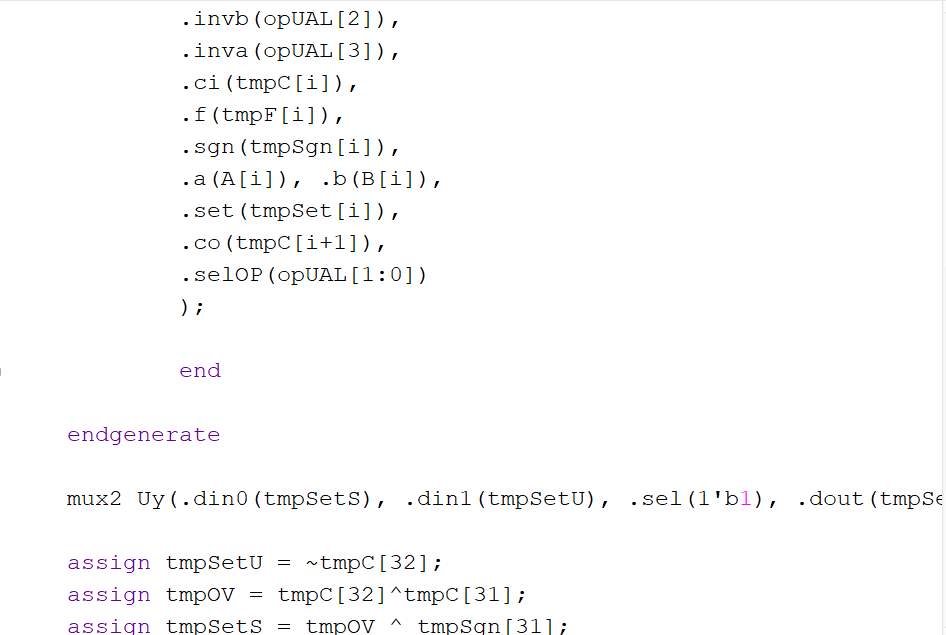 .invb(opUAL[2]),
.inva(opUAL[3]),
.ci(tmpC[i]),
.f(tmpF[i]),
.sgn(tmpSgn[i]),
.a(A[i]), .b(B[i]),
.set(tmpSet[i]),
.co(tmpC[i+1]),
.selOP(opUAL[1:0])
);
end
endgenerate
mux2 Uy(.din0(tmpSetS), .din1(tmpSetU), .sel(1'b1), .dout(tmpSe
assign tmpSetU = ~tmpC[32];
assign tmpOV = tmpC[32]^tmpC[31];
assign tmpSetS = tmpOV ^ tmpSgn[31];